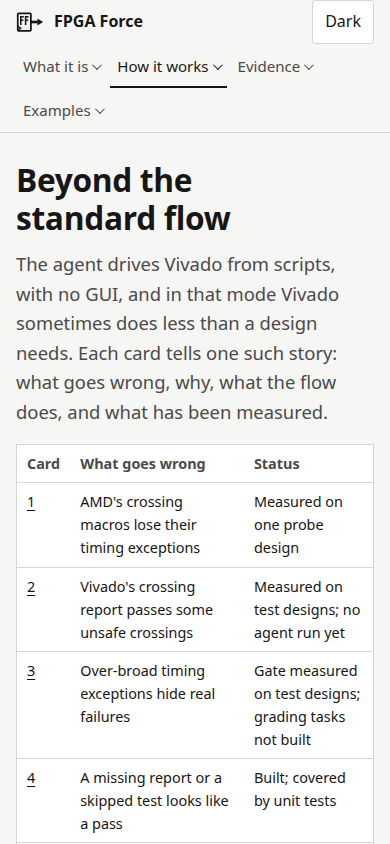 FF FPGA Force Dark
What it is How it works Evidence
Examples
Beyond the
standard flow
The agent drives Vivado from scripts,
with no GUI, and in that mode Vivado
sometimes does less than a design
needs. Each card tells one such story:
what goes wrong, why, what the flow
does, and what has been measured.
Card What goes wrong Status
1 AMD's crossing Measured on
macros lose their one probe
timing exceptions design
2 Vivado's crossing Measured on
report passes some test designs; no
unsafe crossings agent run yet
3 Over-broad timing Gate measured
exceptions hide real on test designs;
failures grading tasks
not built
4 A missing report or a Built; covered
skipped test looks like by unit tests
a pass